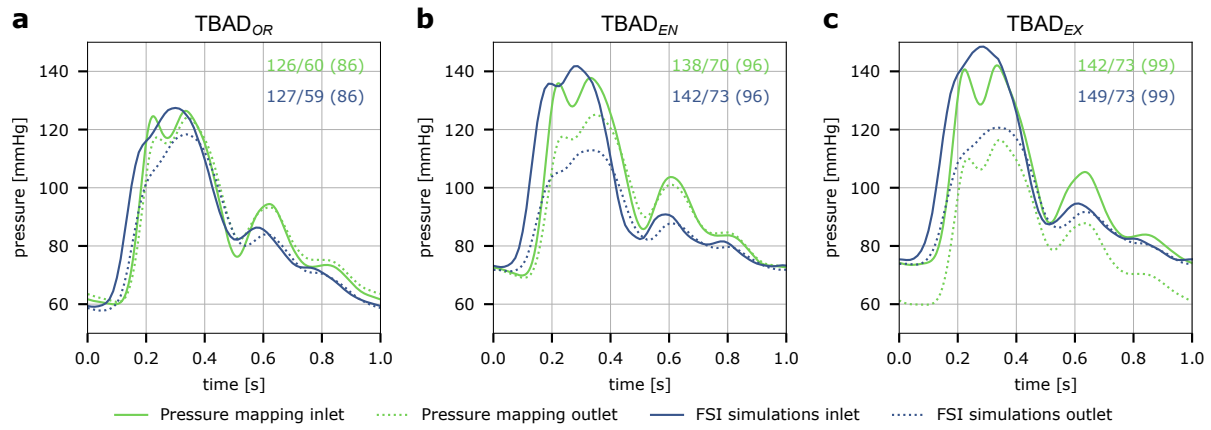 a TBAD_OR
b TBAD_EN
c TBAD_EX
pressure [mmHg]
140
120
100
80
60
126/60 (86)
127/59 (86)
0.0 0.2 0.4 0.6 0.8 1.0
time [s]
pressure [mmHg]
140
120
100
80
60
138/70 (96)
142/73 (96)
0.0 0.2 0.4 0.6 0.8 1.0
time [s]
pressure [mmHg]
140
120
100
80
60
142/73 (99)
149/73 (99)
0.0 0.2 0.4 0.6 0.8 1.0
time [s]
Pressure mapping inlet Pressure mapping outlet FSI simulations inlet FSI simulations outlet